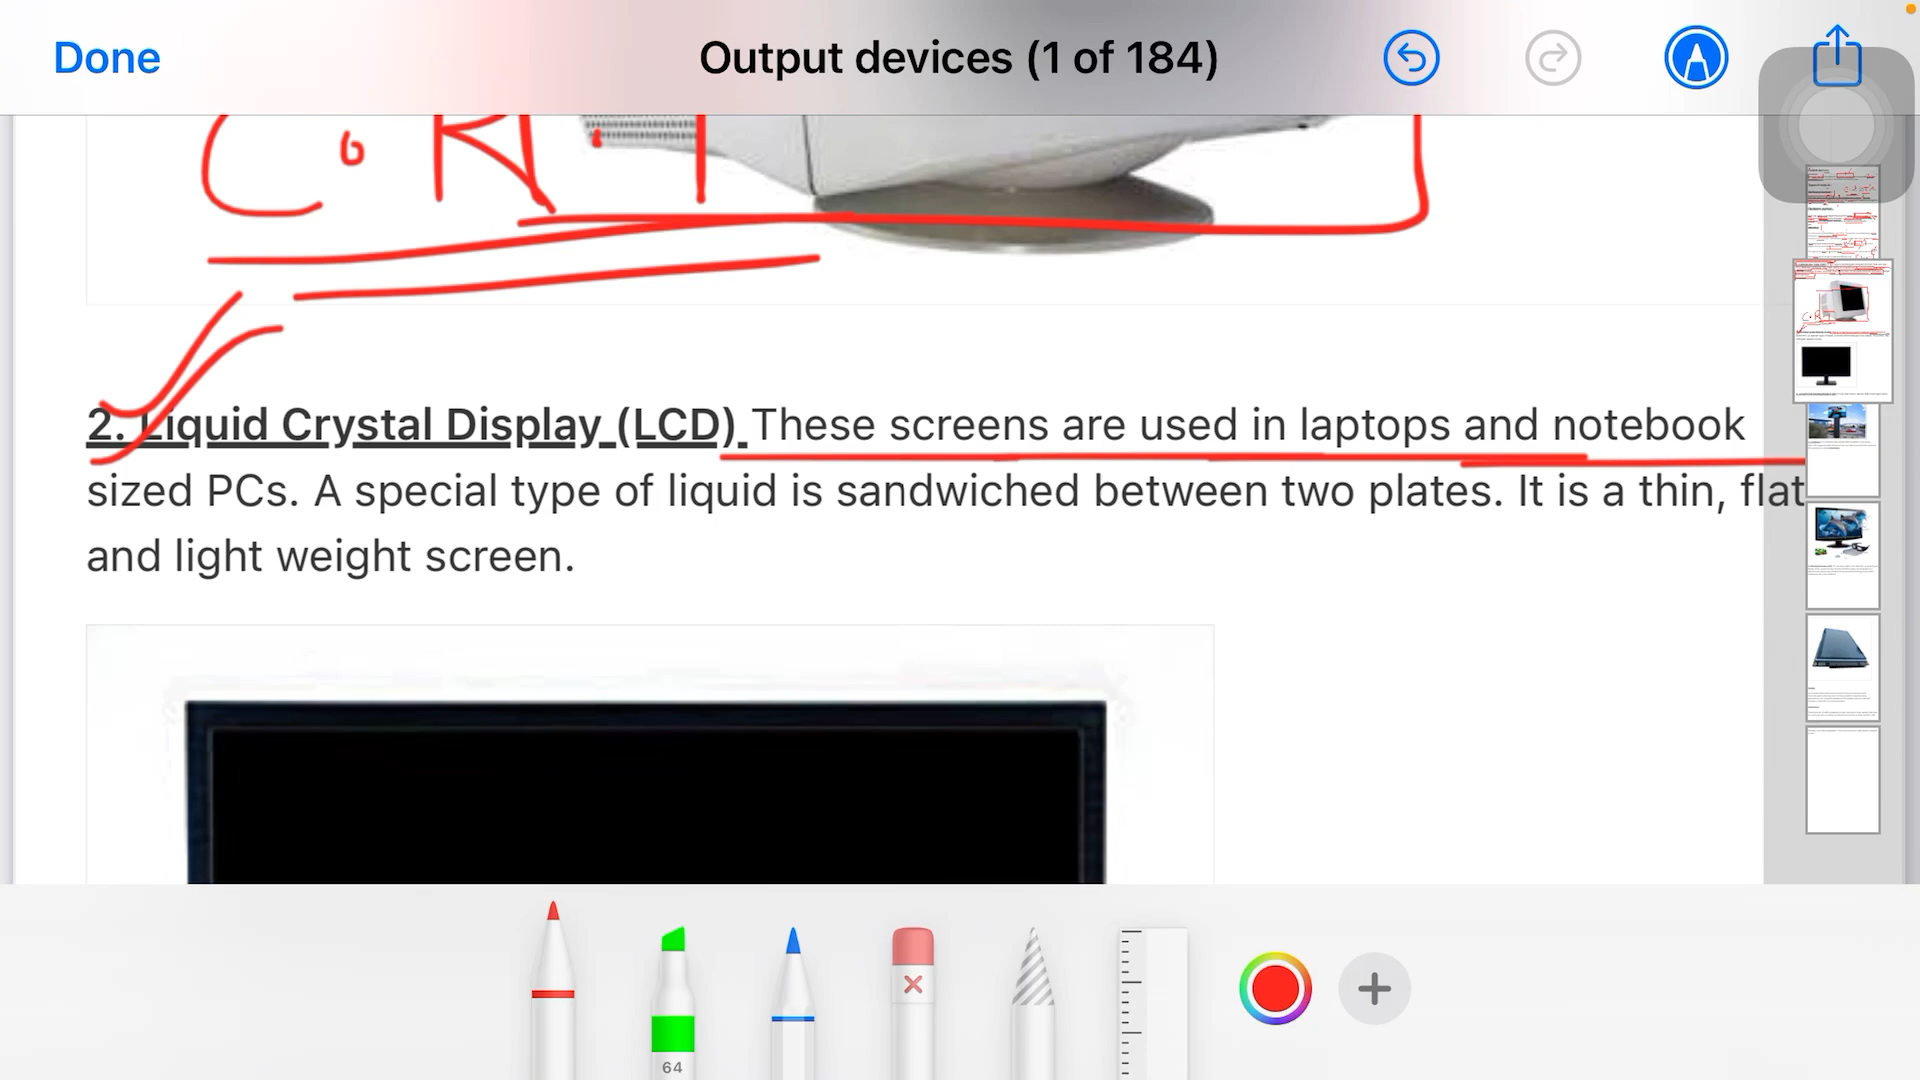 Done
Output devices (1 of 184)
C.R.T
2. Liquid Crystal Display (LCD) These screens are used in laptops and notebook
sized PCs. A special type of liquid is sandwiched between two plates. It is a thin, flat
and light weight screen.
64